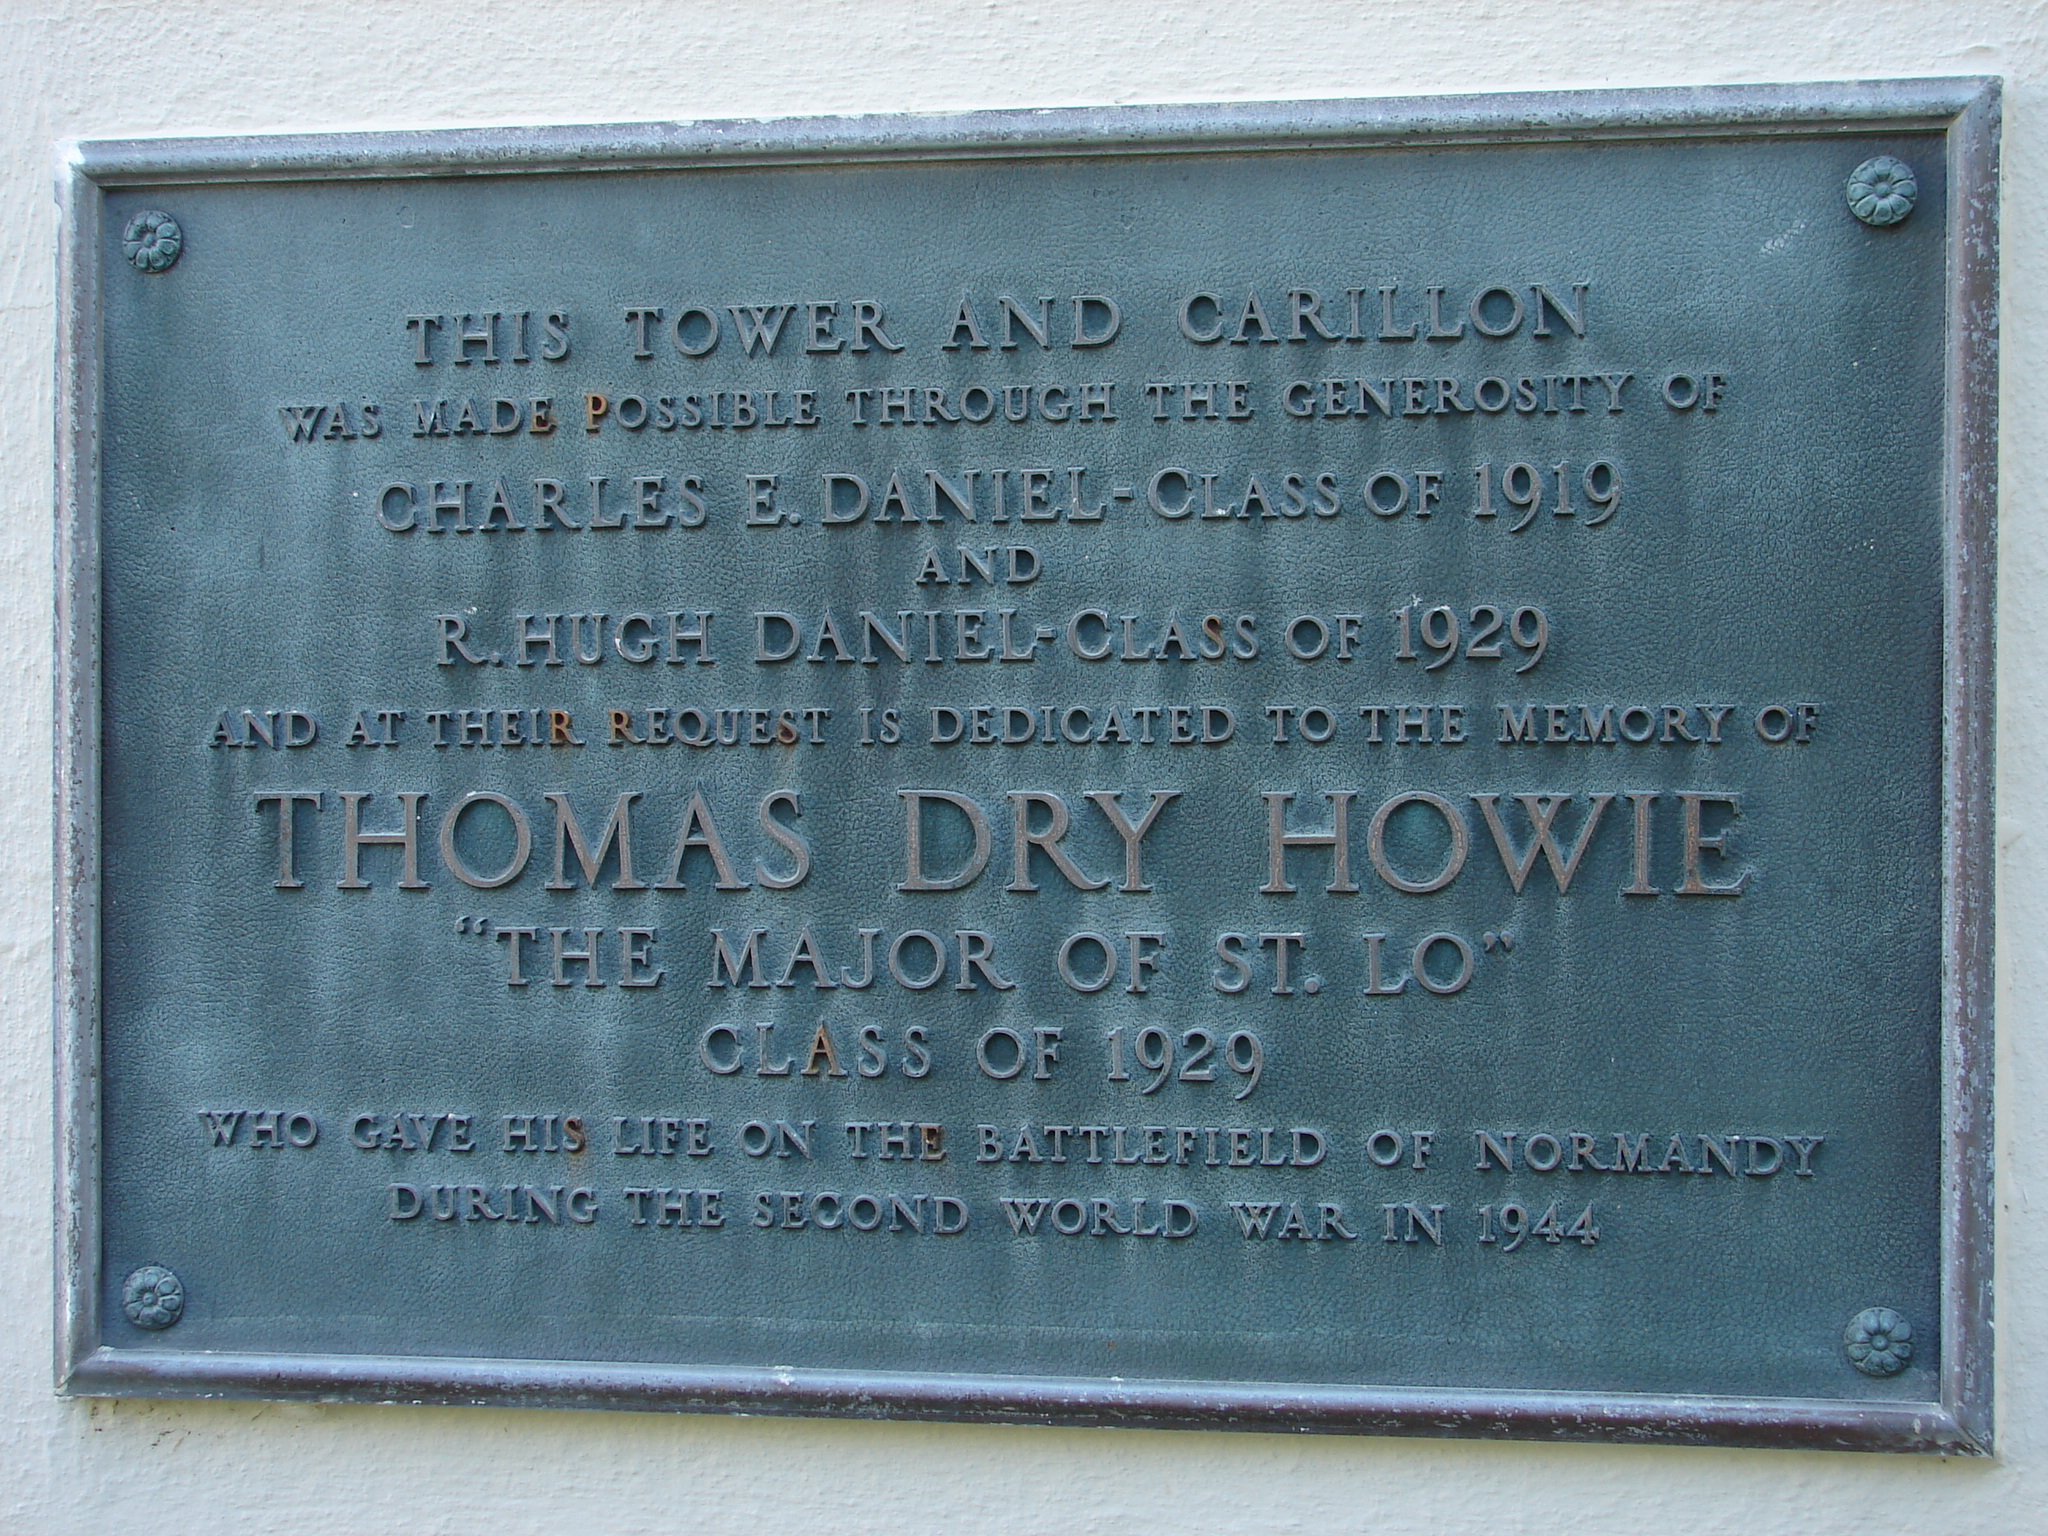 THIS TOWER AND CARILLON
WAS MADE POSSIBLE THROUGH THE GENEROSITY OF
CHARLES E. DANIEL-CLASS OF 1919
AND
R. HUGH DANIEL-CLASS OF 1929
AND AT THEIR REQUEST IS DEDICATED TO THE MEMORY OF
THOMAS DRY HOWIE
“THE MAJOR OF ST. LO”
CLASS OF 1929
WHO GAVE HIS LIFE ON THE BATTLEFIELD OF NORMANDY
DURING THE SECOND WORLD WAR IN 1944